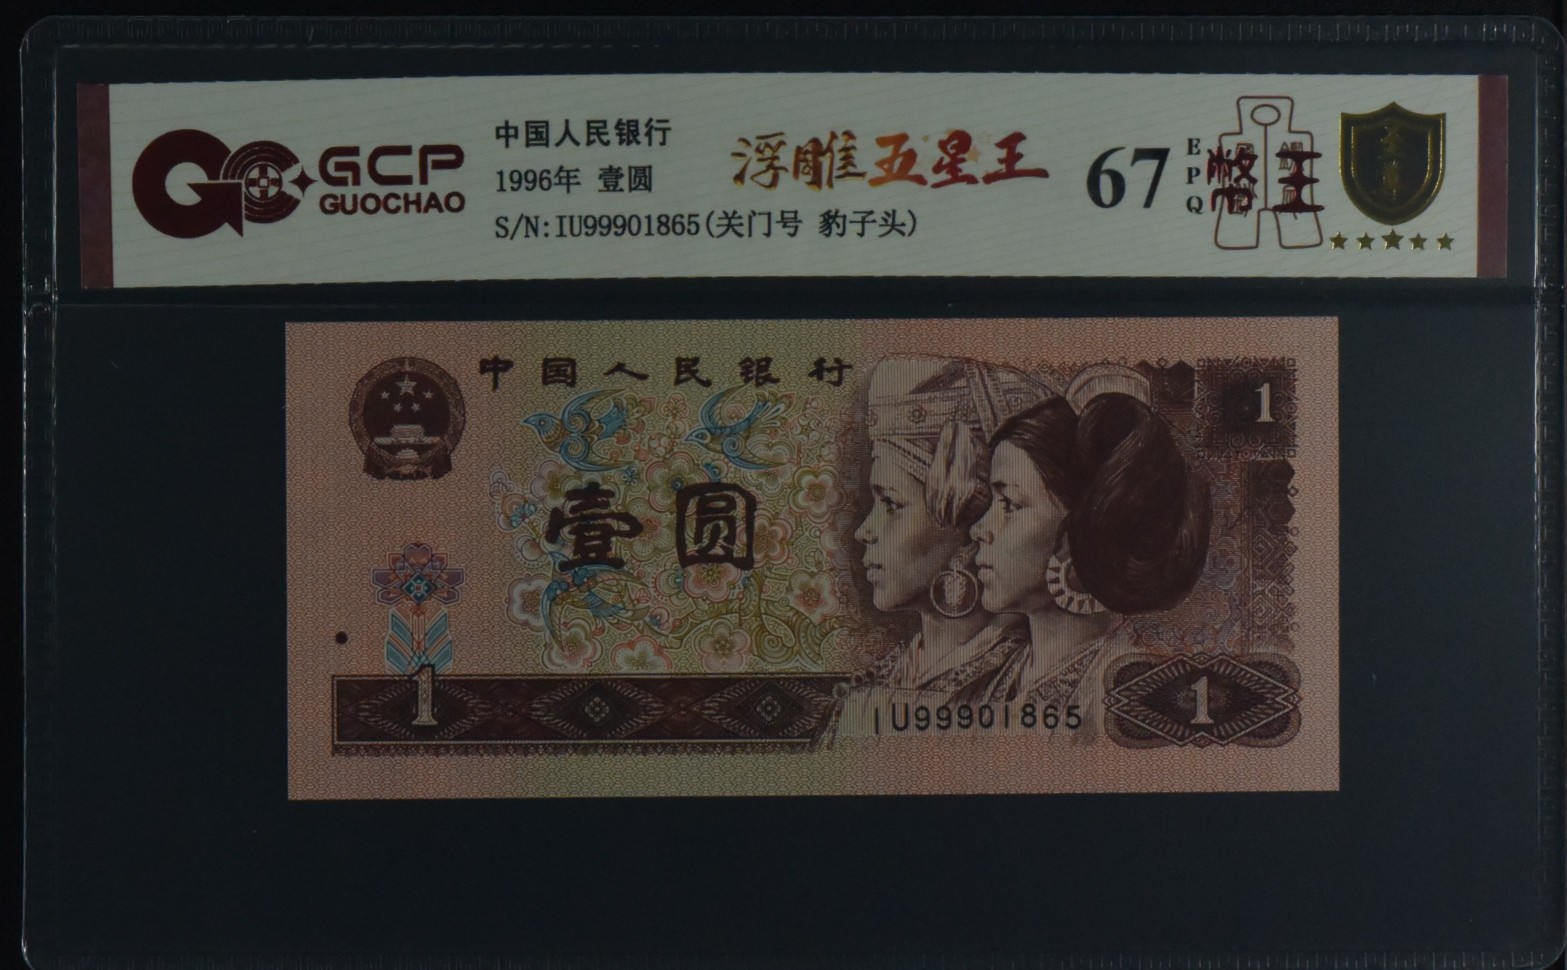 GCP
GUOCHAO
中国人民银行
1996年 壹圆
S/N:IU99901865(关门号 豹子头)
浮雕五星王
67
EPQ
中国人民银行
1
壹圆
1
IU99901865
1